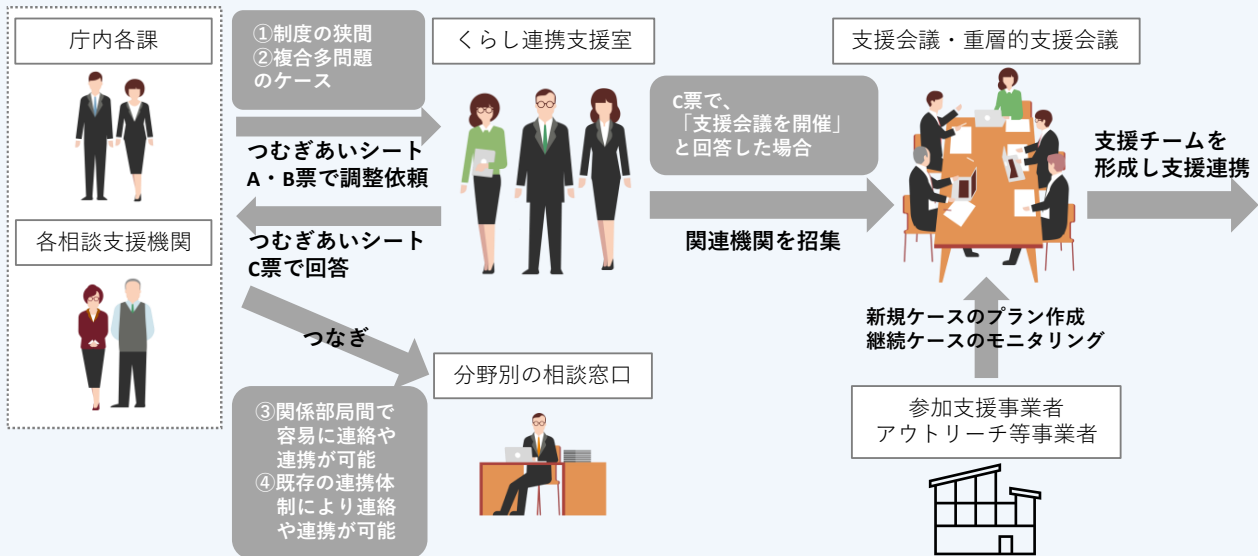 庁内各課
①制度の狭間
②複合多問題
のケース
くらし連携支援室
支援会議・重層的支援会議
C票で、
「支援会議を開催」
と回答した場合
つむぎあいシート
A・B票で調整依頼
支援チームを
形成し支援連携
各相談支援機関
つむぎあいシート
C票で回答
関連機関を招集
つなぎ
新規ケースのプラン作成
継続ケースのモニタリング
分野別の相談窓口
③関係部局間で
容易に連絡や
連携が可能
④既存の連携体
制により連絡
や連携が可能
参加支援事業者
アウトリーチ等事業者